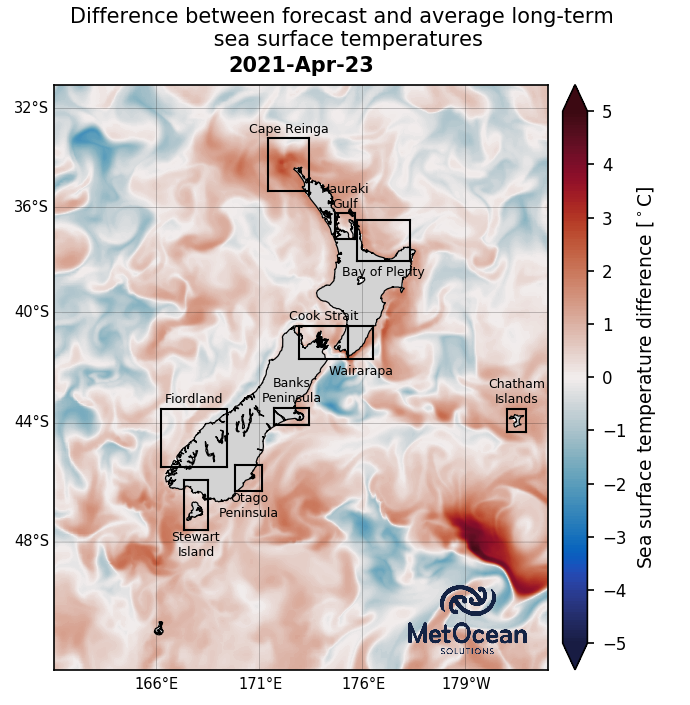 Difference between forecast and average long-term
sea surface temperatures
2021-Apr-23
32°S
36°S
40°S
44°S
48°S
Cape Reinga
Hauraki
Gulf
Bay of Plenty
Cook Strait
Wairarapa
Banks
Peninsula
Fiordland
Chatham
Islands
Otago
Peninsula
Stewart
Island
MetOcean
SOLUTIONS
166°E
171°E
176°E
179°W
5
4
3
2
1
0
−1
−2
−3
−4
−5
Sea surface temperature difference [°C]